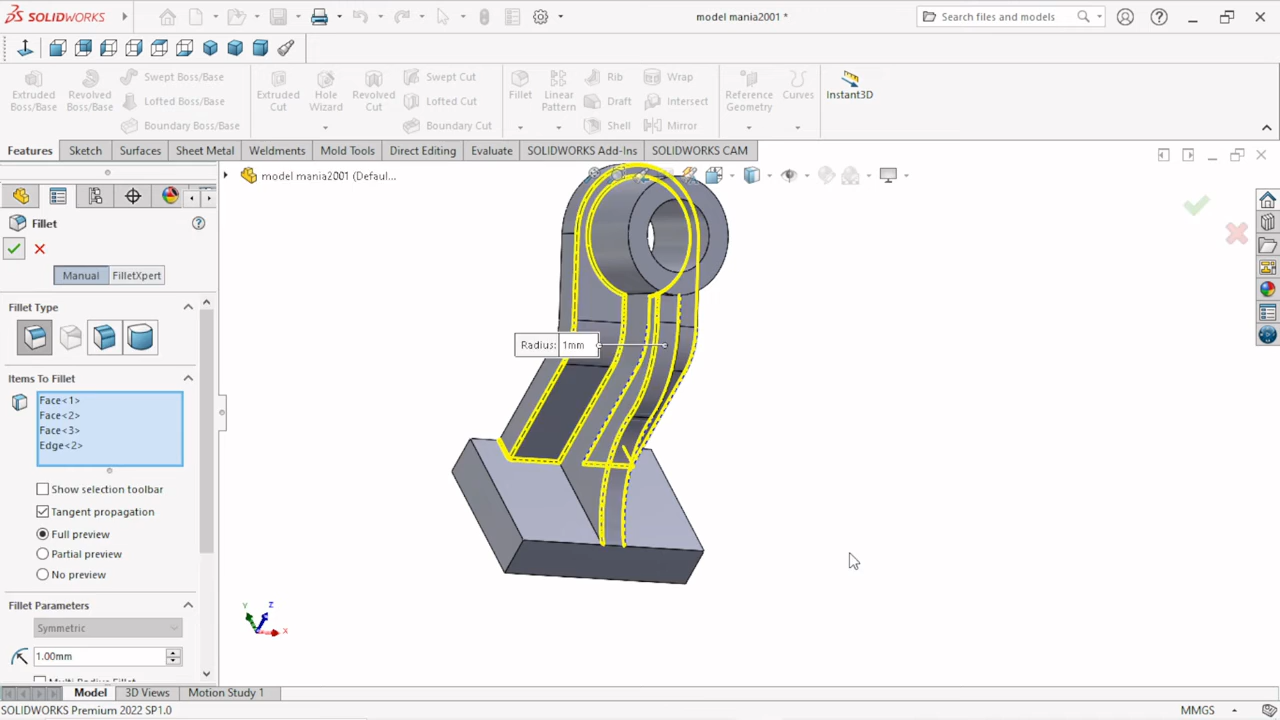 SOLIDWORKS
model mania2001 *
Search files and models
Extruded Boss/Base
Revolved Boss/Base
Swept Boss/Base
Lofted Boss/Base
Boundary Boss/Base
Extruded Cut
Hole Wizard
Revolved Cut
Swept Cut
Lofted Cut
Boundary Cut
Fillet
Linear Pattern
Rib
Draft
Shell
Wrap
Intersect
Mirror
Reference Geometry
Curves
Instant3D
Features Sketch Surfaces Sheet Metal Weldments Mold Tools Direct Editing Evaluate SOLIDWORKS Add-Ins SOLIDWORKS CAM
model mania2001 (Defaul...
Fillet
Manual FilletXpert
Fillet Type
Items To Fillet
Face<1>
Face<2>
Face<3>
Edge<2>
Show selection toolbar
Tangent propagation
Full preview
Partial preview
No preview
Fillet Parameters
Symmetric
1.00mm
Radius: 1mm
Y Z X
Model 3D Views Motion Study 1
SOLIDWORKS Premium 2022 SP1.0
MMGS